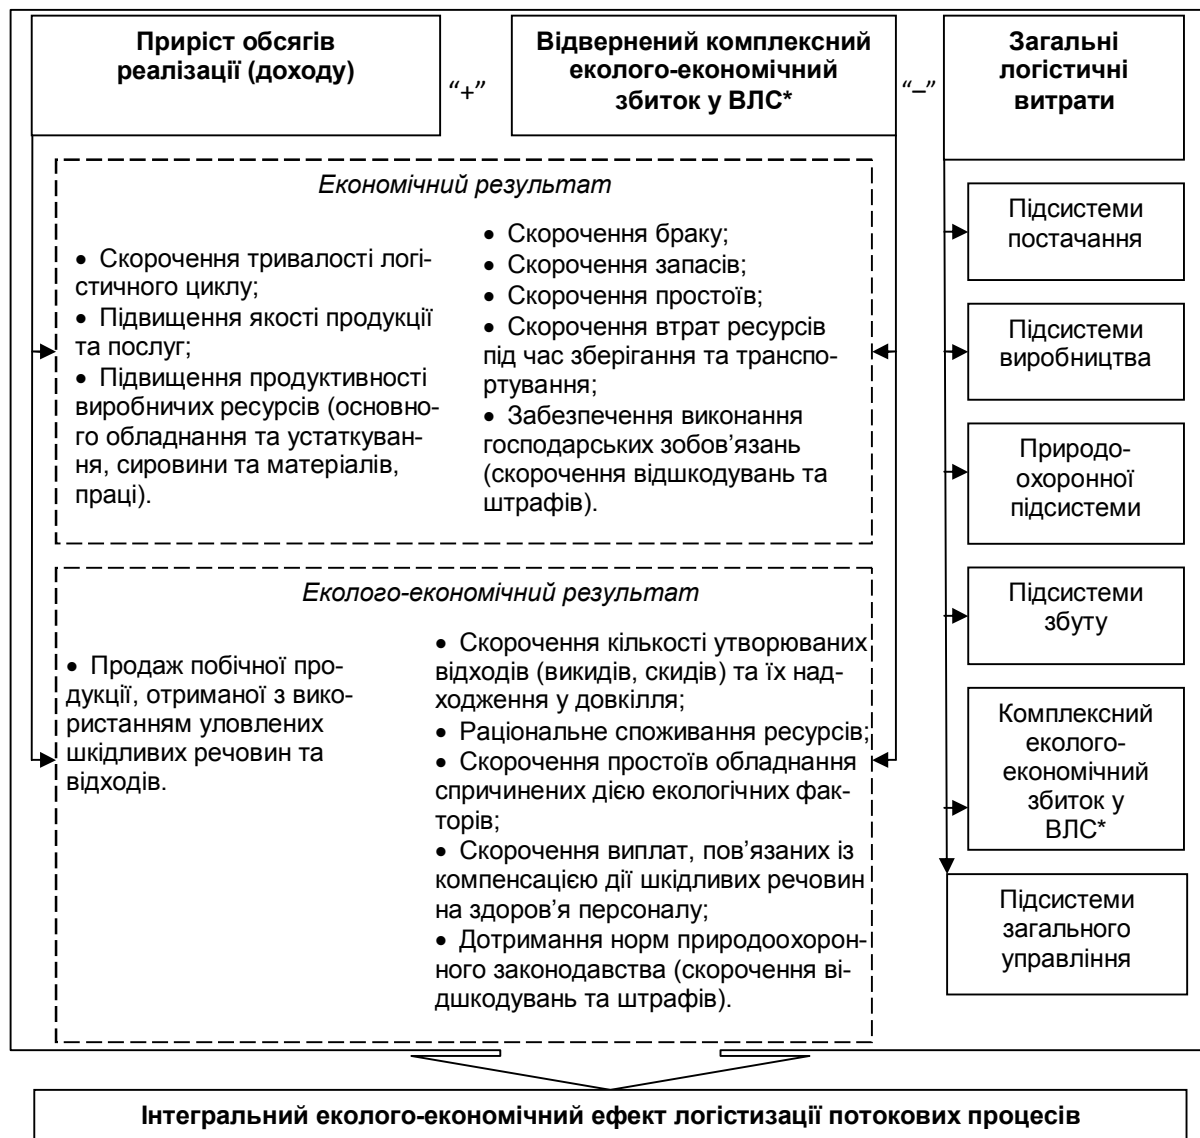 Приріст обсягів
реалізації (доходу)
“+”
Відвернений комплексний
еколого-економічний
збиток у ВЛС*
“–”
Загальні
логістичні
витрати
Економічний результат
• Скорочення тривалості логі-
стичного циклу;
• Підвищення якості продукції
та послуг;
• Підвищення продуктивності
виробничих ресурсів (основно-
го обладнання та устаткуван-
ня, сировини та матеріалів,
праці).
• Скорочення браку;
• Скорочення запасів;
• Скорочення простоїв;
• Скорочення втрат ресурсів
під час зберігання та транспо-
ртування;
• Забезпечення виконання
господарських зобов’язань
(скорочення відшкодувань та
штрафів).
Еколого-економічний результат
• Продаж побічної про-
дукції, отриманої з вико-
ристанням уловлених
шкідливих речовин та
відходів.
• Скорочення кількості утворюваних
відходів (викидів, скидів) та їх над-
ходження у довкілля;
• Раціональне споживання ресурсів;
• Скорочення простоїв обладнання
спричинених дією екологічних фак-
торів;
• Скорочення виплат, пов’язаних із
компенсацією дії шкідливих речовин
на здоров’я персоналу;
• Дотримання норм природоохорон-
ного законодавства (скорочення ві-
дшкодувань та штрафів).
Підсистеми
постачання
Підсистеми
виробництва
Природо-
охоронної
підсистеми
Підсистеми
збуту
Комплексний
еколого-
економічний
збиток у
ВЛС*
Підсистеми
загального
управління
Інтегральний еколого-економічний ефект логістизації потокових процесів